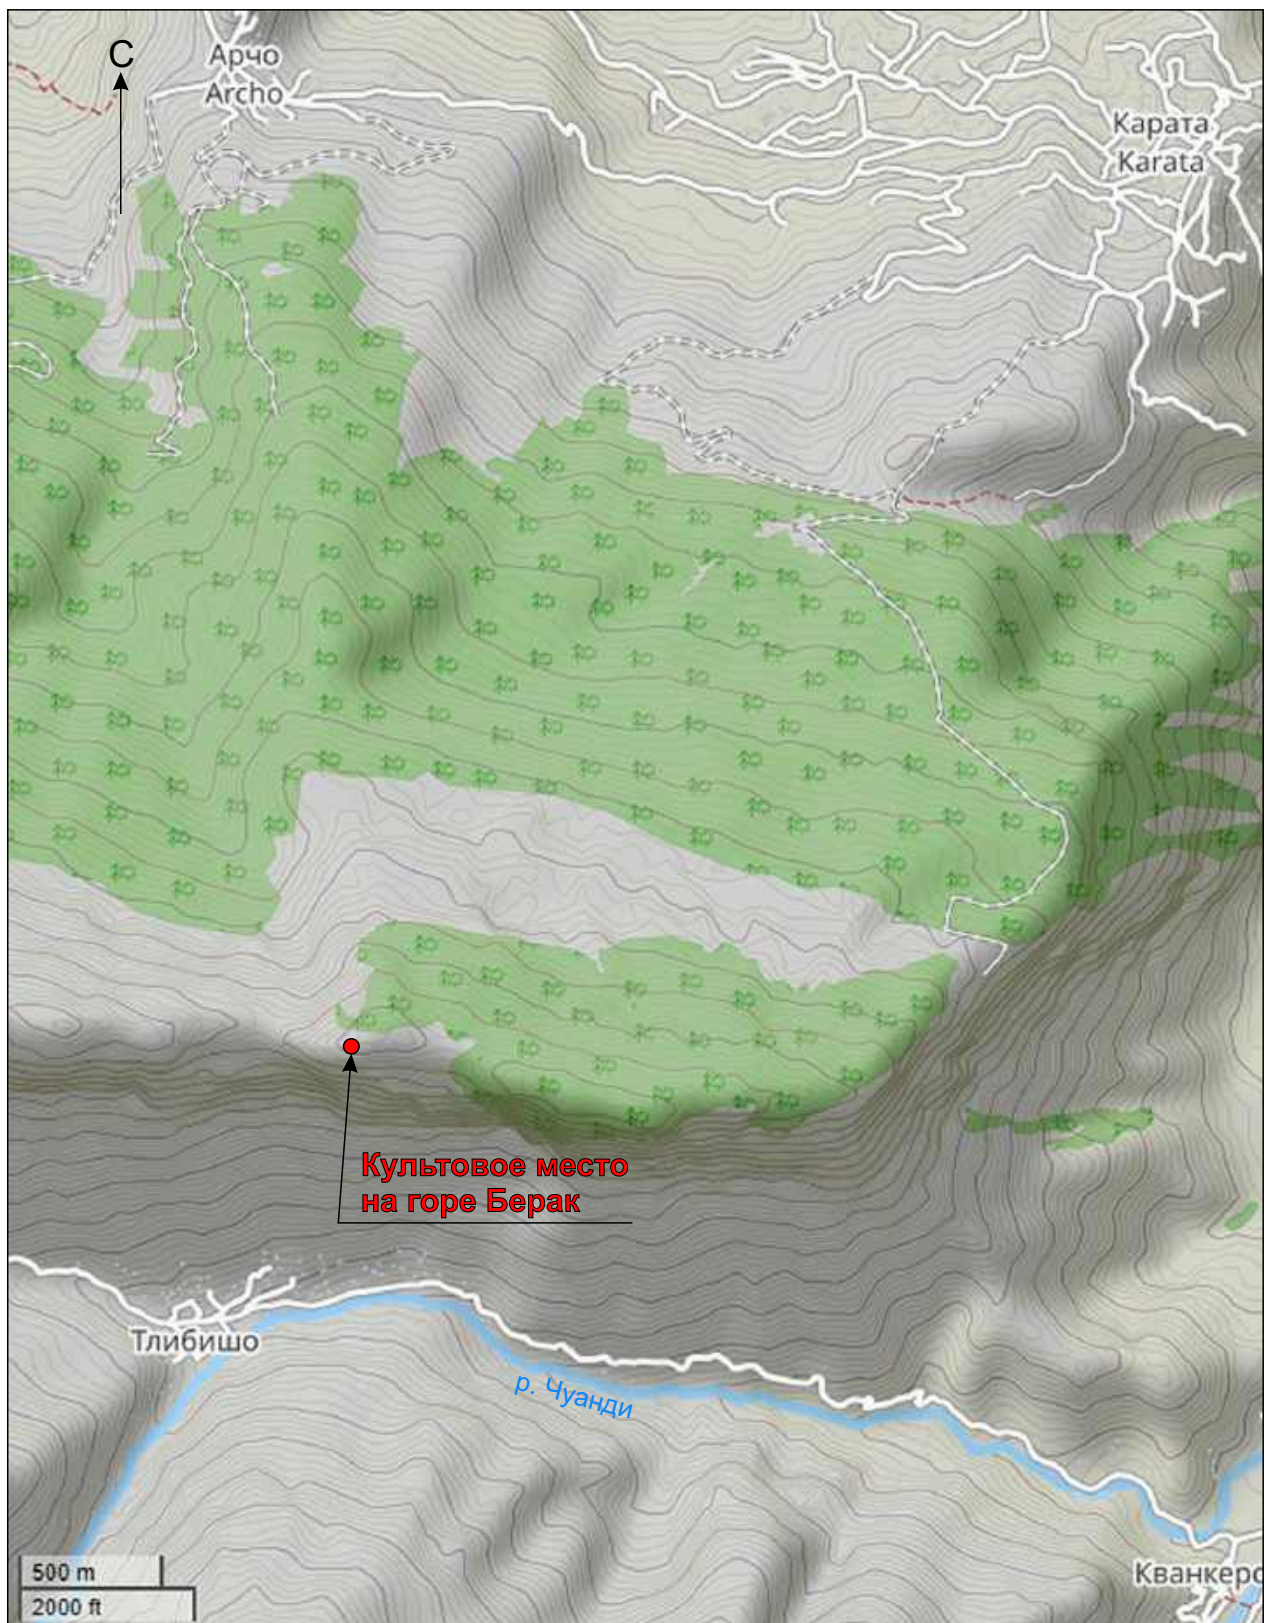 С
Арчо
Archo
Карата
Karata
Культовое место
на горе Берак
Тлибишо
р. Чуанди
Кванкеро
500 m
2000 ft